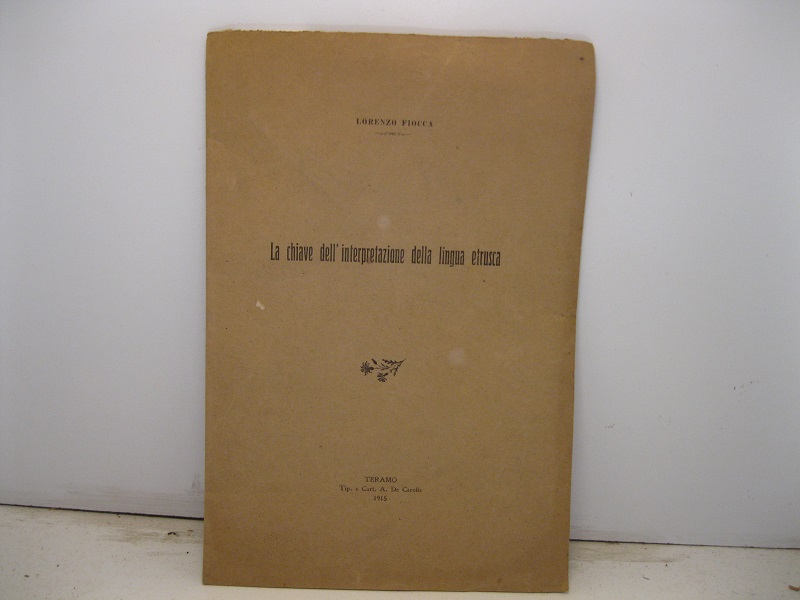 LORENZO FIOCCA
La chiave dell'interpretazione della lingua etrusca
TERAMO
Tip. e Cart. A. De Carolis
1915